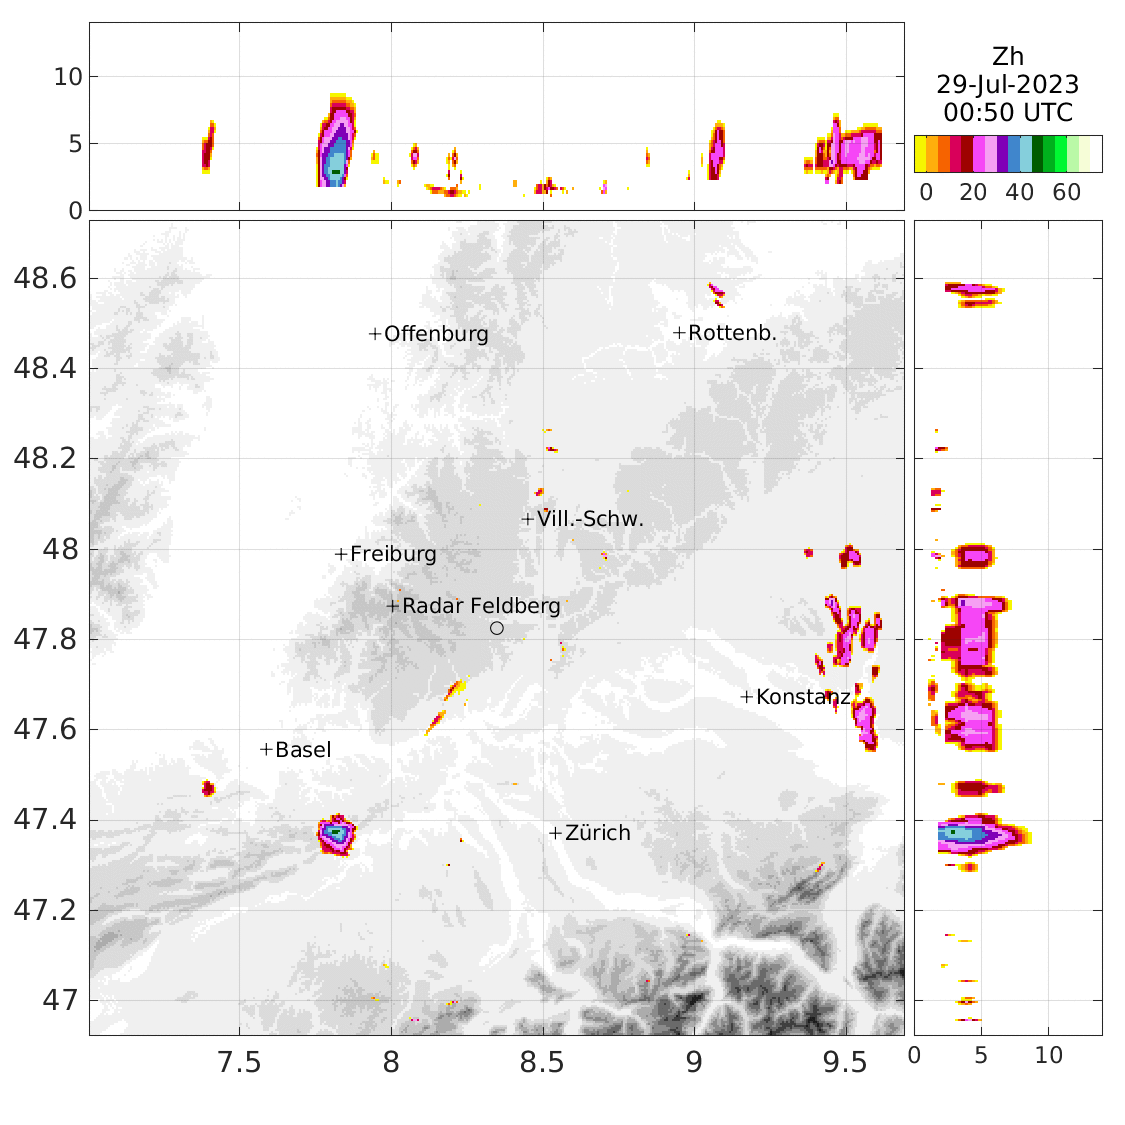 10
5
0
Zh
29-Jul-2023
00:50 UTC
0 20 40 60
48.6
48.4
48.2
48
47.8
47.6
47.4
47.2
47
+Offenburg
+Rottenb.
+Vill.-Schw.
+Freiburg
+Radar Feldberg
+Konstanz
+Basel
+Zürich
7.5 8 8.5 9 9.5
0 5 10